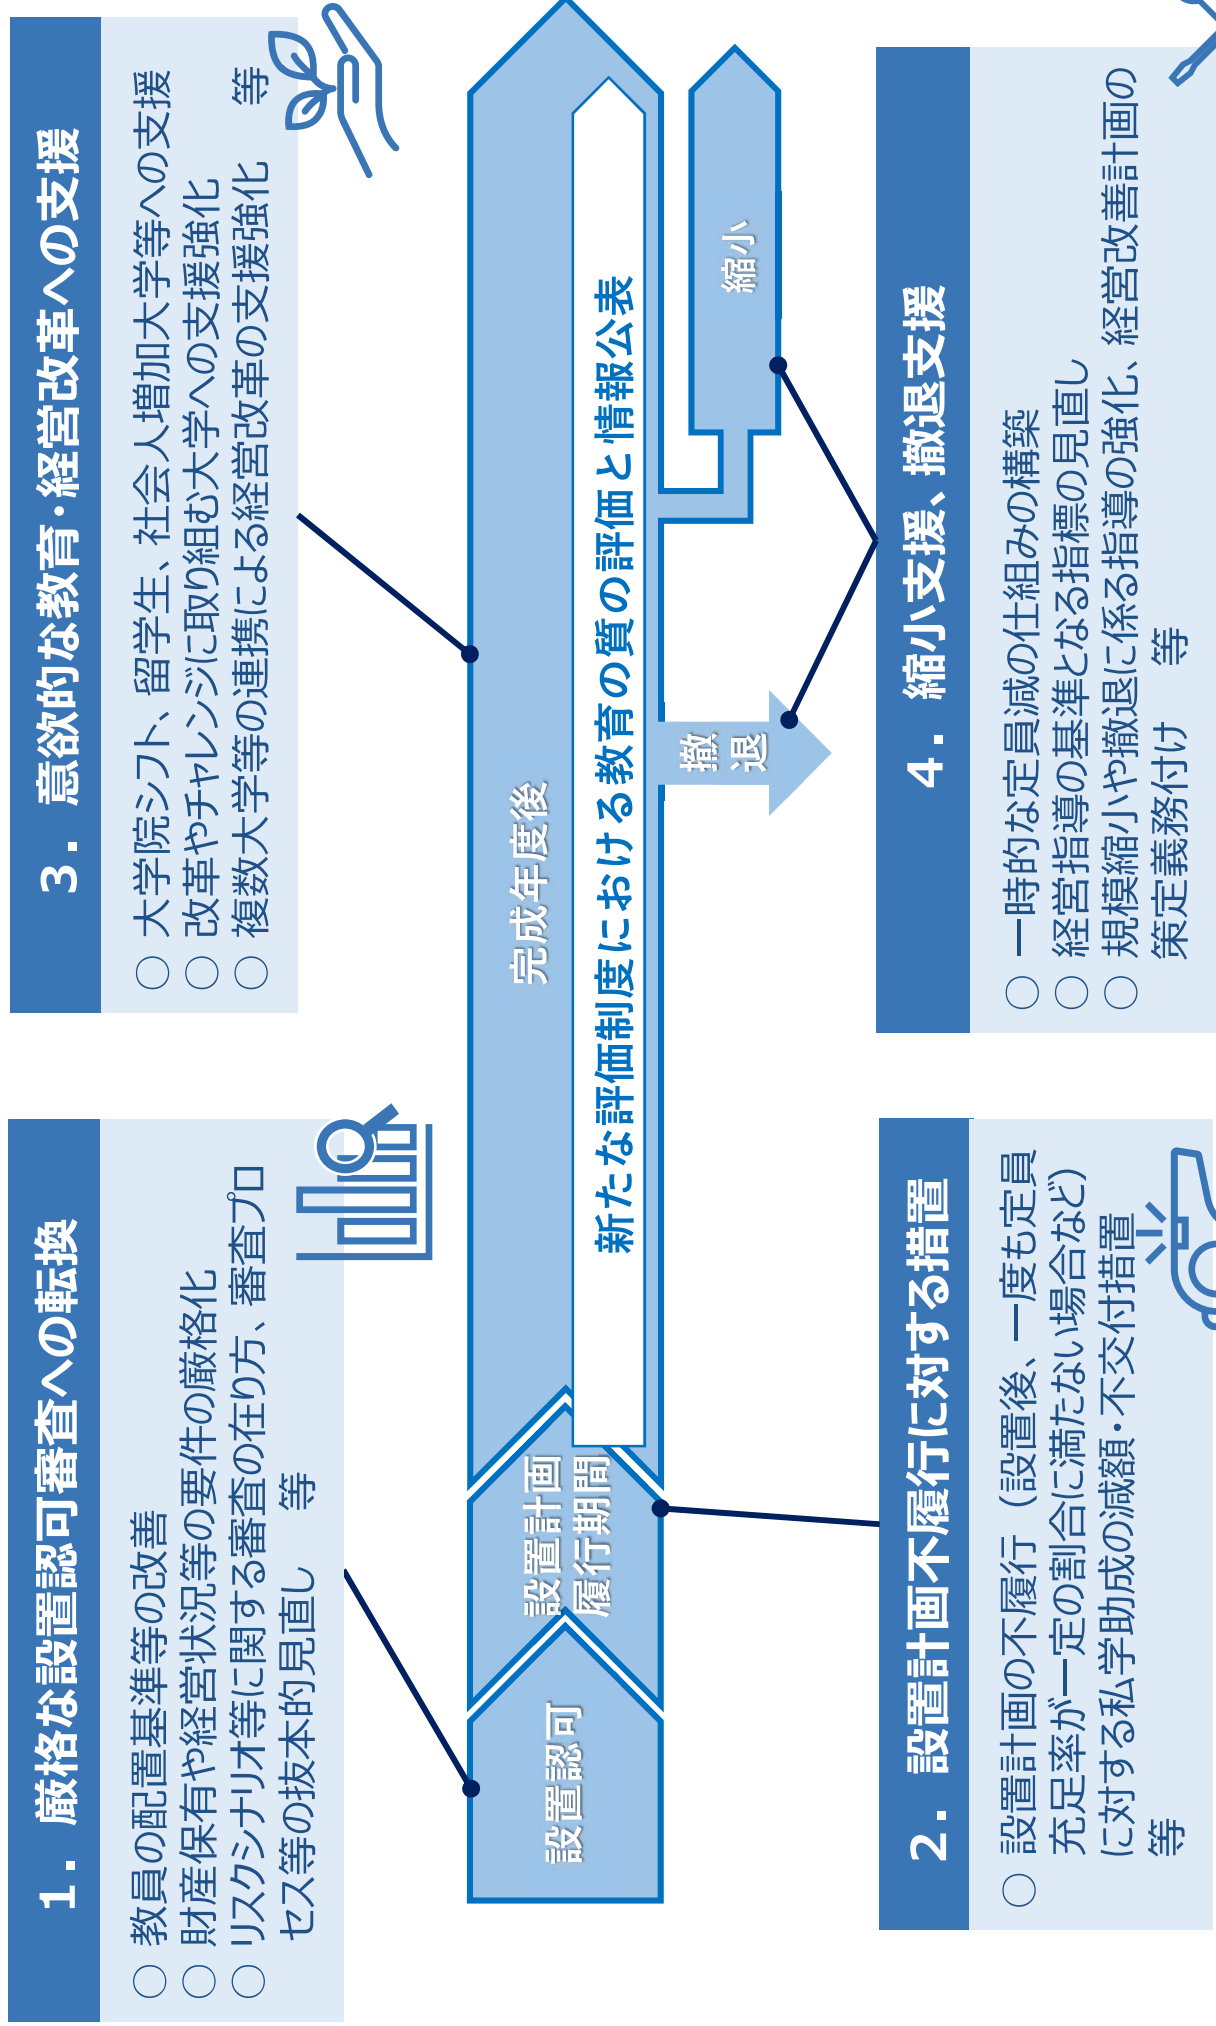 1．厳格な設置認可審査への転換
○ 教員の配置基準等の改善
○ 財産保有や経営状況等の要件の厳格化
○ リスクシナリオ等に関する審査の在り方、審査プロ
セス等の抜本的見直し　等
3．意欲的な教育・経営改革への支援
○ 大学院シフト、留学生、社会人増加大学等への支援
○ 改革やチャレンジに取り組む大学への支援強化
○ 複数大学等の連携による経営改革の支援強化　等
設置認可
設置計画
履行期間
完成年度後
新たな評価制度における教育の質の評価と情報公表
撤
退
縮小
2．設置計画不履行に対する措置
○ 設置計画の不履行（設置後、一度も定員
充足率が一定の割合に満たない場合など）
に対する私学助成の減額・不交付措置
等
4．縮小支援、撤退支援
○ 一時的な定員減の仕組みの構築
○ 経営指導の基準となる指標の見直し
○ 規模縮小や撤退に係る指導の強化、経営改善計画の
策定義務付け　等